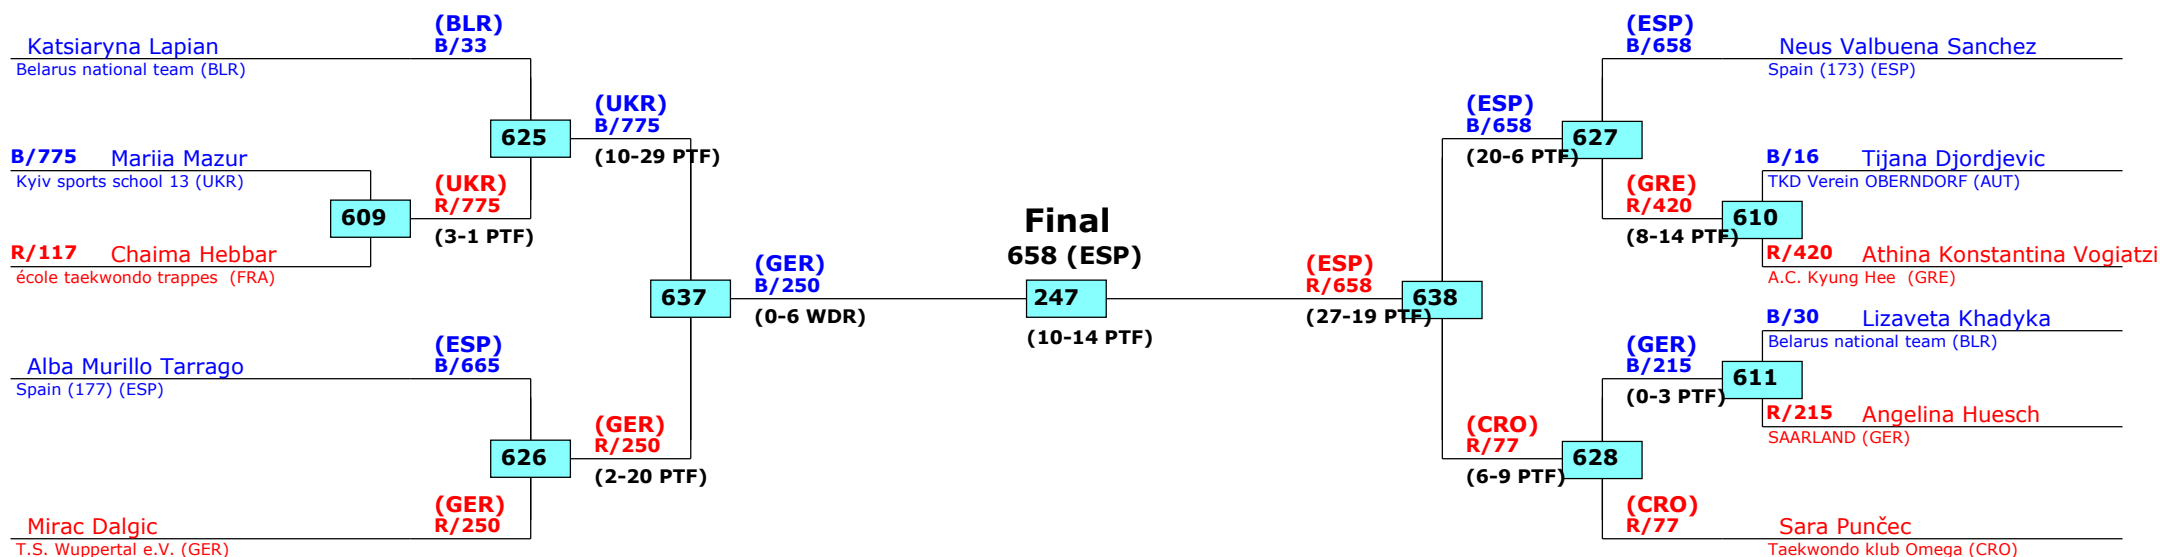 (BLR)
B/33
Katsiaryna Lapian
Belarus national team (BLR)
(UKR)
B/775
625
(10-29 PTF)
B/775 Mariia Mazur
Kyiv sports school 13 (UKR)
(UKR)
R/775
609
(3-1 PTF)
R/117 Chaima Hebbar
école taekwondo trappes (FRA)
(GER)
B/250
637
(0-6 WDR)
(ESP)
B/665
Alba Murillo Tarrago
Spain (177) (ESP)
(GER)
R/250
626
(2-20 PTF)
(GER)
R/250
Mirac Dalgic
T.S. Wuppertal e.V. (GER)
Final
658 (ESP)
247
(10-14 PTF)
(ESP)
B/658
Neus Valbuena Sanchez
Spain (173) (ESP)
(ESP)
B/658
627
(20-6 PTF)
B/16 Tijana Djordjevic
TKD Verein OBERNDORF (AUT)
(GRE)
R/420
610
(8-14 PTF)
R/420 Athina Konstantina Vogiatzi
A.C. Kyung Hee (GRE)
(ESP)
R/658
638
(27-19 PTF)
B/30 Lizaveta Khadyka
Belarus national team (BLR)
(GER)
B/215
611
(0-3 PTF)
R/215 Angelina Huesch
SAARLAND (GER)
(CRO)
R/77
628
(6-9 PTF)
(CRO)
R/77
Sara Punčec
Taekwondo klub Omega (CRO)